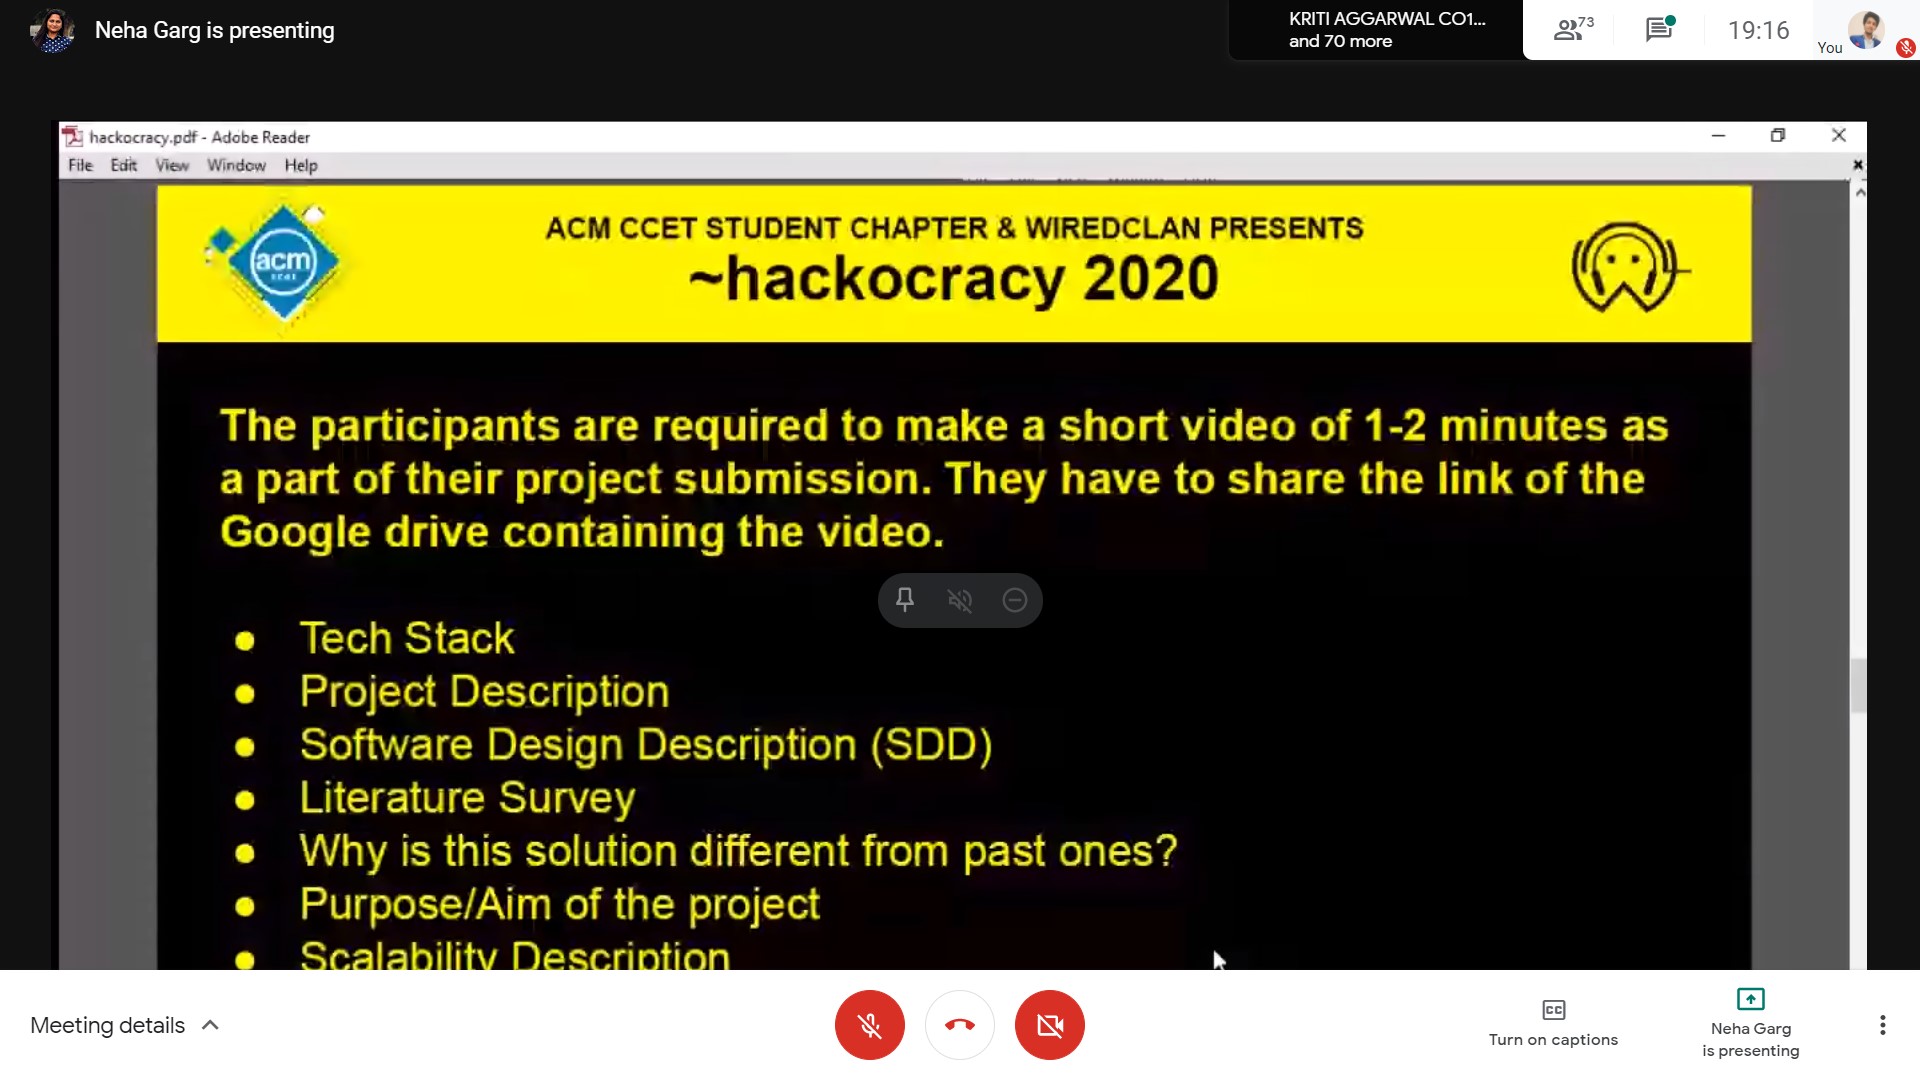 Neha Garg is presenting
KRITI AGGARWAL CO1...
and 70 more
73
19:16
You
hackocracy.pdf - Adobe Reader
File Edit View Window Help
acm
CCET
ACM CCET STUDENT CHAPTER & WIREDCLAN PRESENTS
~hackocracy 2020
The participants are required to make a short video of 1-2 minutes as
a part of their project submission. They have to share the link of the
Google drive containing the video.
● Tech Stack
● Project Description
● Software Design Description (SDD)
● Literature Survey
● Why is this solution different from past ones?
● Purpose/Aim of the project
● Scalability Description
Meeting details
CC
Turn on captions
Neha Garg
is presenting